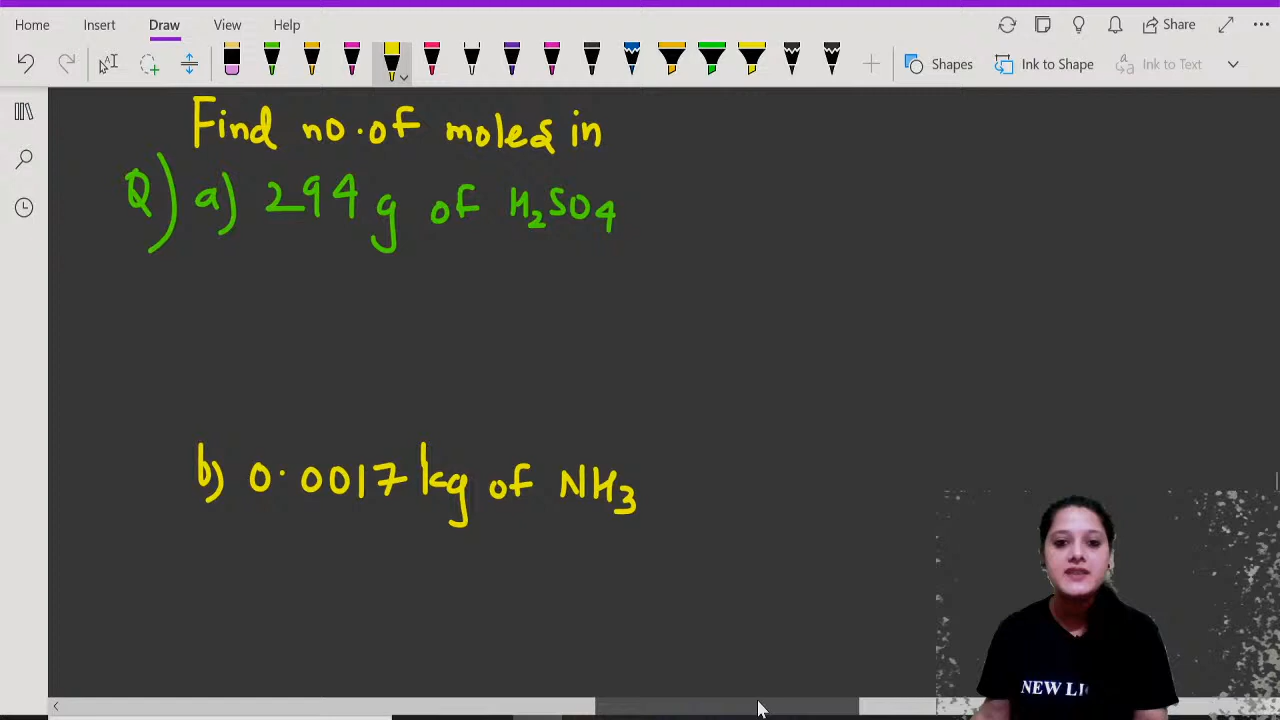 Home Insert Draw View Help Share
Shapes Ink to Shape Ink to Text
Find no.of moles in
Q) a) 294 g of H₂SO₄
b) 0.0017 kg of NH₃
NEW LI